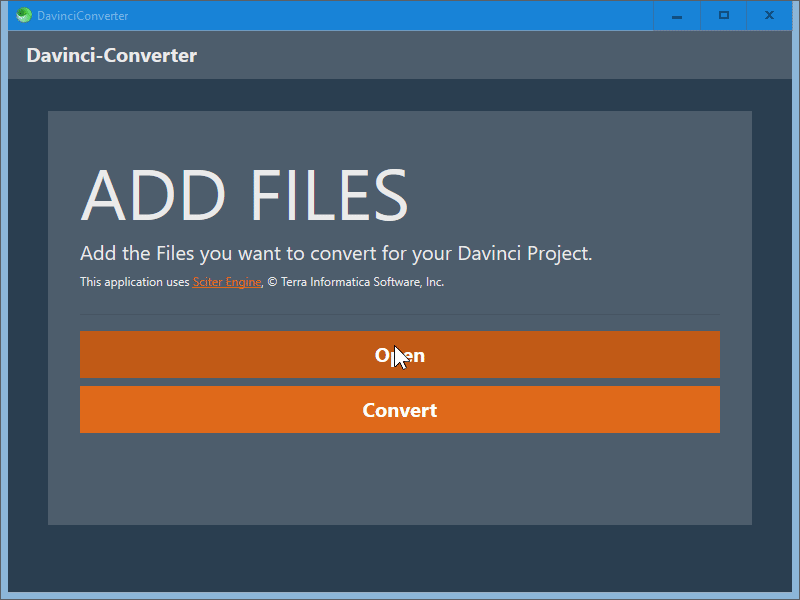 DavinciConverter
Davinci-Converter
ADD FILES
Add the Files you want to convert for your Davinci Project.
This application uses Sciter Engine, © Terra Informatica Software, Inc.
Open
Convert